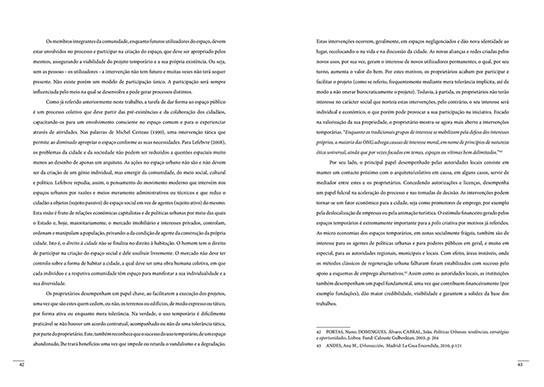 Os membros integrantes da comunidade, enquanto futuros utilizadores do espaço, devem
estar envolvidos no processo e participar na criação do espaço, que deve ser apropriado pelos
mesmos, assegurando a viabilidade do projeto temporário e a sua própria existência. Ou seja,
sem as pessoas – os utilizadores – a intervenção não tem futuro e muitas vezes não terá sequer
presente. Não existe porém um modelo de participação único. A participação será sempre
influenciada pelo meio na qual se desenvolve e pode gerar processos distintos.
Como já referido anteriormente neste trabalho, a tarefa de dar forma ao espaço público
é um processo coletivo que deve partir das pré-existências e da colaboração dos cidadãos,
capacitando-os para um envolvimento consciente no espaço comum e para o experienciar
através de atividades. Nas palavras de Michel Certeau (1990), uma intervenção tática que
permite ao dominado apropriar o espaço conforme as suas necessidades. Para Lefebvre (2008),
os problemas da cidade e da sociedade não podem ser reduzidos a questões espaciais muito
menos ao desenho de apenas um arquiteto. As ações no espaço urbano não são e não devem
ser da criação de um génio individual, mas emergir da comunidade, do meio social, cultural
e político. Lefebvre repudia, assim, o pensamento do movimento moderno que intervém nos
espaços urbanos por razões e meios meramente administrativos ou técnicos e que reduz o
cidadão a objetos (sujeito passivo) do espaço social em vez de agentes (sujeito ativo) do mesmo.
Esta visão é fruto de relações económicas capitalistas e de políticas urbanas por meio das quais
o Estado e, hoje, maioritariamente, o mercado imobiliário e interesses privados, controlam,
ordenam e manipulam a população, privando-a da condição de agente da construção da própria
cidade. Isto é, o direito à cidade não se finaliza no direito à habitação. O homem tem o direito
de participar na criação do espaço social e dele usufruir livremente. O mercado não deve ter
controlo sobre a forma de habitar a cidade, a qual deve ser uma obra humana coletiva, em que
cada indivíduo e a respetiva comunidade têm espaço para manifestar a sua individualidade e a
sua diversidade.
Os proprietários desempenham um papel chave, ao facilitarem a execução dos projetos,
uma vez que são estes quem cedem, ou não, os terrenos ou edifícios, de modo expresso ou tático,
por forma ativa ou enquanto mera tolerância. Na verdade, o uso temporário é dificilmente
praticável se não houver um acordo contratual, acompanhado ou não de uma tolerância tática,
por parte do proprietário. Este, também reconhece que o sucesso do uso temporário, de um espaço
abandonado, lhe trará benefícios uma vez que impede ou retarda o vandalismo e a degradação.
42
Estas intervenções ocorrem, geralmente, em espaços negligenciados e dão nova identidade ao
lugar, recolocando-o na vida e na discussão da cidade. As novas alianças e redes criadas pelos
novos usos, por sua vez, geram o interesse de novos utilizadores permanentes, o qual, por seu
turno, aumenta o valor do bem. Por estes motivos, os proprietários acabam por participar e
facilitar o projeto (como se referiu, frequentemente mediante mera tolerância implícita, até de
modo a não onerar burocraticamente o projeto). Todavia, à partida, os proprietários não terão
interesse no carácter social que norteia estas intervenções, pelo contrário, o seu interesse será
individual e económico, o que porém pode provocar a sua participação na iniciativa. Focado
na valorização da sua propriedade, o proprietário mostra-se agora mais aberto a intervenções
temporárias. "Enquanto os tradicionais grupos de interesse se mobilizam pela defesa dos interesses
próprios, a maioria das ONG advoga causas de interesse moral, em nome de princípios de natureza
ética universal, ainda que por vezes focados em temas, espaços ou vítimas bem delimitados."⁴²
Por seu lado, o principal papel desempenhado pelas autoridades locais consiste em
manter um contacto próximo com o arquiteto/coletivo em causa, em alguns casos, servir de
mediador entre estes e os proprietários. Concedendo autorizações e licenças, desempenha
um papel fulcral na aceleração do processo e nas tomadas de decisão. As intervenções podem
tornar-se um fator económico para a cidade, seja como promotores de emprego, por exemplo
pela deslocalização de empresas ou pela animação turística. O estímulo financeiro gerado pelos
espaços temporários é extremamente importante para a polis criativa por motivos já referidos.
As micro economias dos espaços temporários, em zonas socialmente frágeis, também são de
interesse para os agentes de políticas urbanas e para poderes públicos em geral, e muito em
especial, para as autoridades regionais, municipais e locais. Com efeito, áreas instáveis, onde
os métodos clássicos de regeneração urbana falharam foram estabilizados com sucesso pelo
apoio a esquemas de emprego alternativos.⁴³ Assim como as autoridades locais, as instituições
também desempenham um papel fundamental, uma vez que contribuem financeiramente (por
exemplo fundações), dão maior credibilidade, visibilidade e garantem a solidez da base dos
trabalhos.
42 PORTAS, Nuno, DOMINGUES, Álvaro, CABRAL, João, Políticas Urbanas: tendências, estratégias
e oportunidades, Lisboa: Fund. Calouste Gulbenkian, 2003, p. 204
43 ANDES, Ana M., Urbanacción, Madrid: La Casa Encendida, 2010, p.121
43